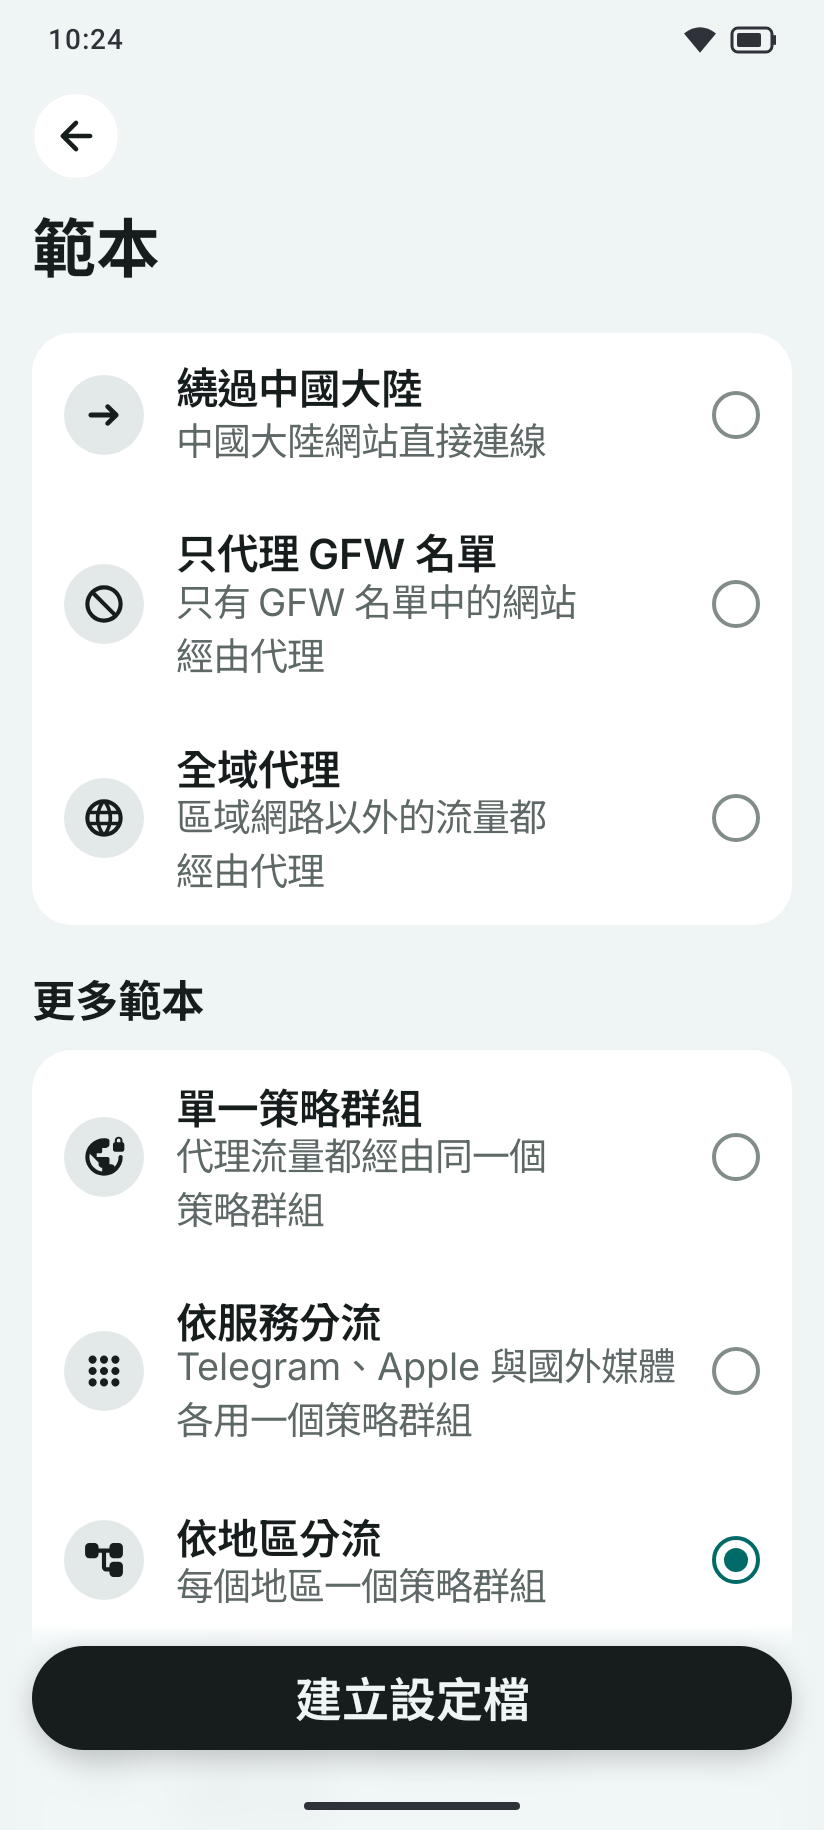 10:24
範本
繞過中國大陸
中國大陸網站直接連線
只代理 GFW 名單
只有 GFW 名單中的網站
經由代理
全域代理
區域網路以外的流量都
經由代理
更多範本
單一策略群組
代理流量都經由同一個
策略群組
依服務分流
Telegram、Apple 與國外媒體
各用一個策略群組
依地區分流
每個地區一個策略群組
建立設定檔